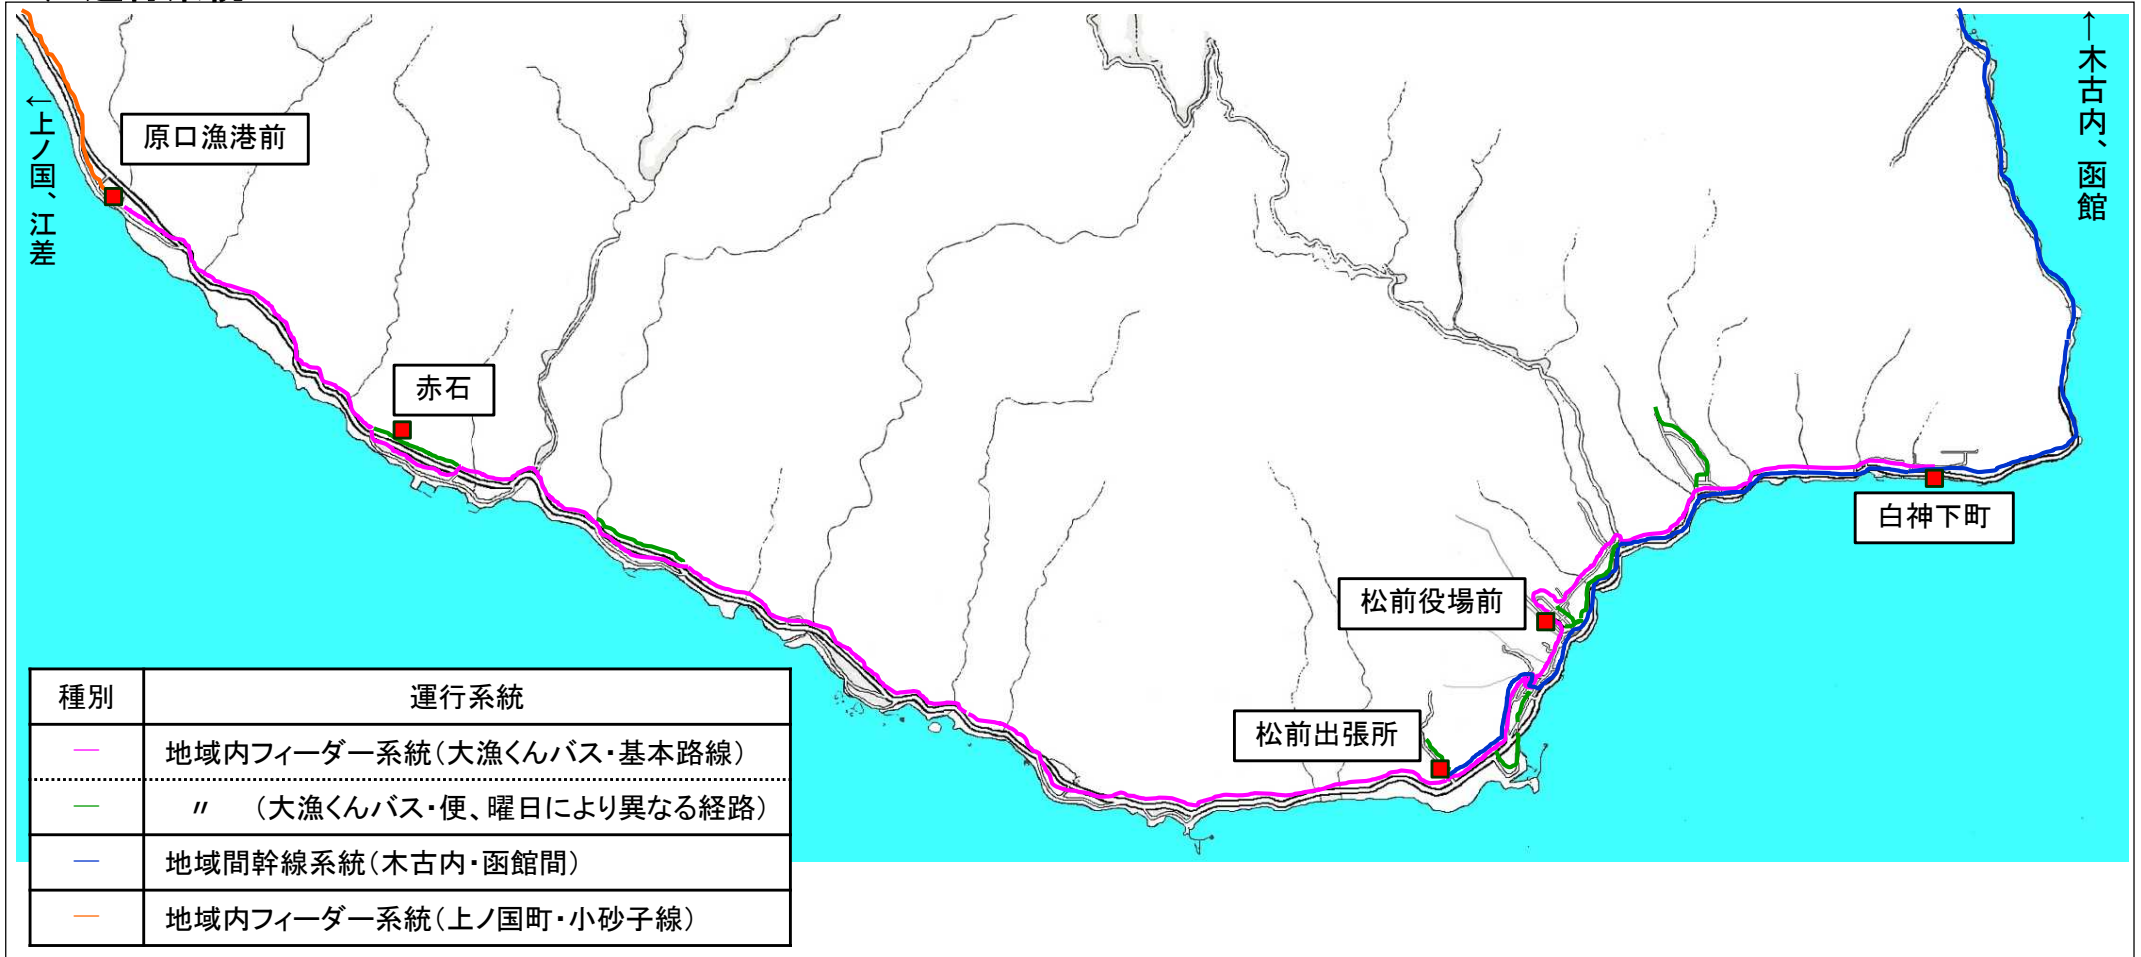 ←上ノ国、江差
原口漁港前
←木古内、函館
赤石
白神下町
松前役場前
松前出張所
種別 運行系統
地域内フィーダー系統(大漁くんバス・基本路線)
〃 (大漁くんバス・便、曜日により異なる経路)
地域間幹線系統(木古内・函館間)
地域内フィーダー系統(上ノ国町・小砂子線)